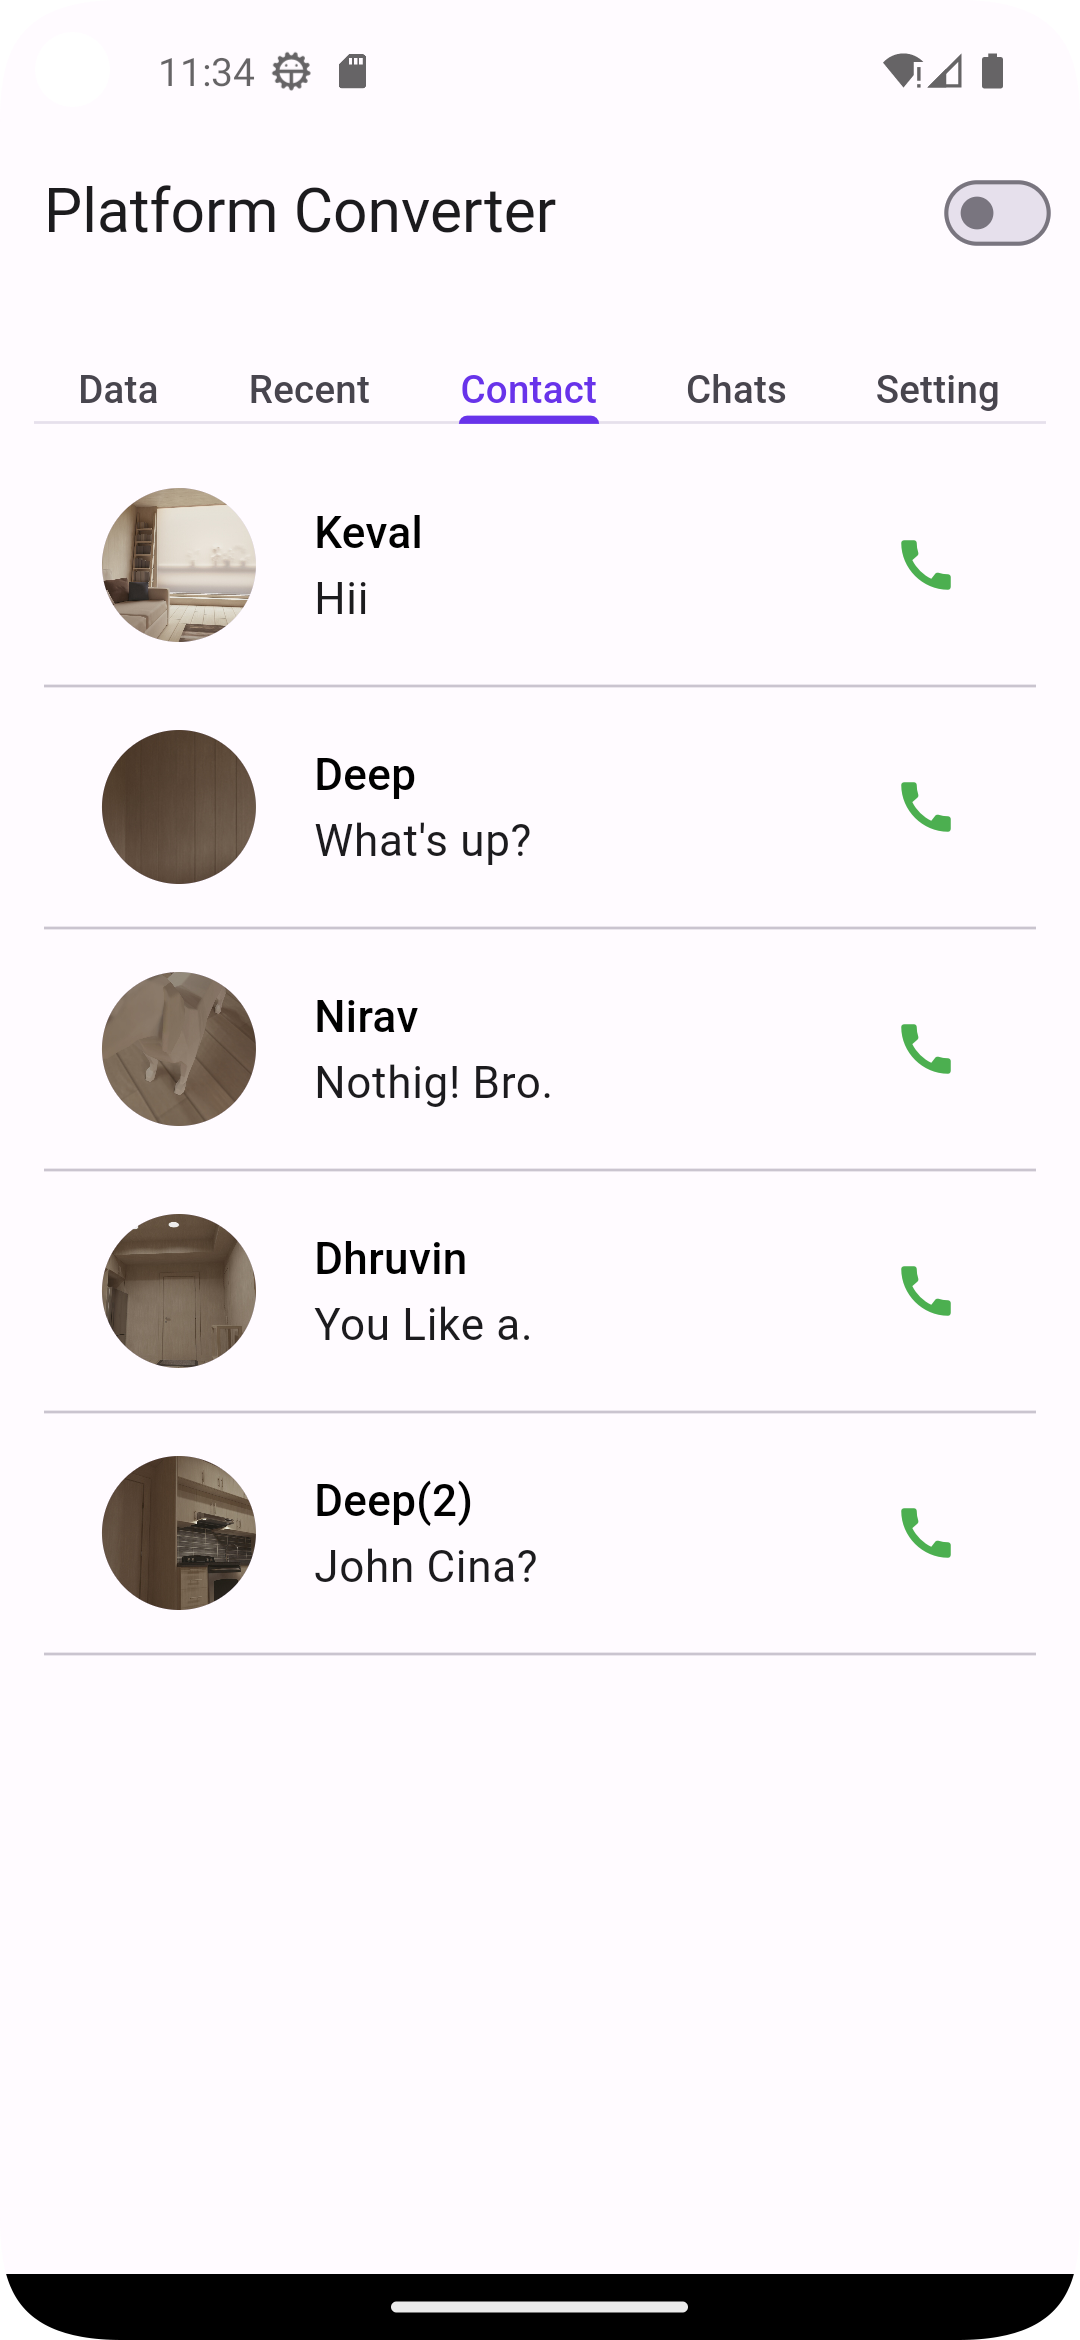 11:34
Platform Converter
Data Recent Contact Chats Setting
Keval
Hii
Deep
What's up?
Nirav
Nothig! Bro.
Dhruvin
You Like a.
Deep(2)
John Cina?